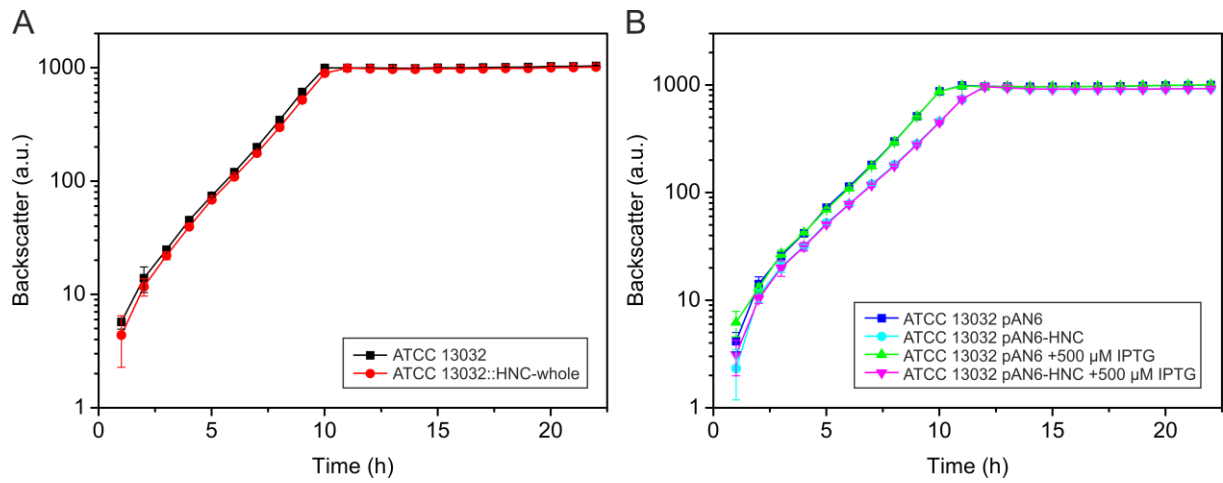 A
Backscatter (a.u.)
1000
100
10
1
ATCC 13032
ATCC 13032::HNC-whole
0 5 10 15 20
Time (h)
B
Backscatter (a.u.)
1000
100
10
1
ATCC 13032 pAN6
ATCC 13032 pAN6-HNC
ATCC 13032 pAN6 +500 µM IPTG
ATCC 13032 pAN6-HNC +500 µM IPTG
0 5 10 15 20
Time (h)